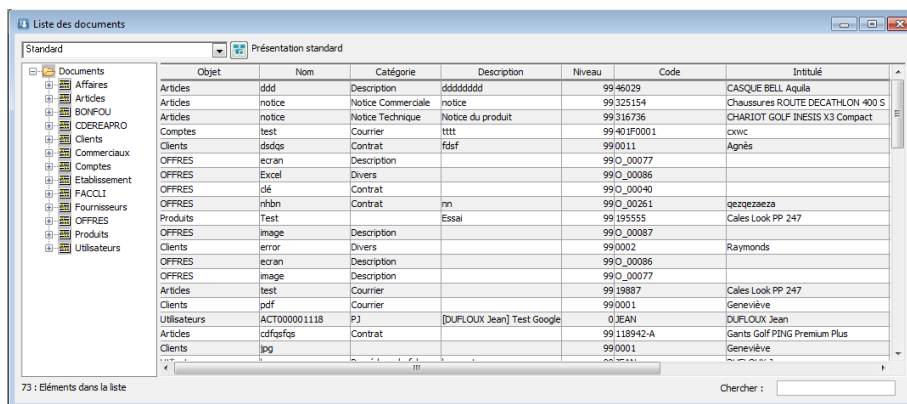 Liste des documents
Standard Présentation standard
Documents
Affaires
Articles
BONFOU
CDEREAPRO
Clients
Commerciaux
Comptes
Etablissement
FACCLI
Fournisseurs
OFFRES
Produits
Utilisateurs
Objet Nom Catégorie Description Niveau Code Intitulé
Articles ddd Description dddddddd 99 46029 CASQUE BELL Aquila
Articles notice Notice Commerciale notice 99 325154 Chaussures ROUTE DECATHLON 400 S
Articles notice Notice Technique Notice du produit 99 316736 CHARIOT GOLF INESIS X3 Compact
Comptes test Courrier tttt 99 401F0001 cxwc
Clients dsdqs Contrat fdsf 99 0011 Agnès
OFFRES ecran Description 99 O_00077
OFFRES Excel Divers 99 O_00086
OFFRES clé Contrat 99 O_00040
OFFRES nhbn Contrat nn 99 O_00261 qezqezaeza
Produits Test Essai 99 195555 Cales Look PP 247
OFFRES image Description 99 O_00087
Clients error Divers 99 0002 Raymonds
OFFRES ecran Description 99 O_00086
OFFRES image Description 99 O_00077
Articles test Courrier 99 19887 Cales Look PP 247
Clients pdf Courrier 99 0001 Geneviève
Utilisateurs ACT000001118 PJ [DUFLOUX Jean] Test Google 0 JEAN DUFLOUX Jean
Articles cdfqsfqs Contrat 99 118942-A Gants Golf PING Premium Plus
Clients jpg 99 0001 Geneviève
73 : Eléments dans la liste Chercher :